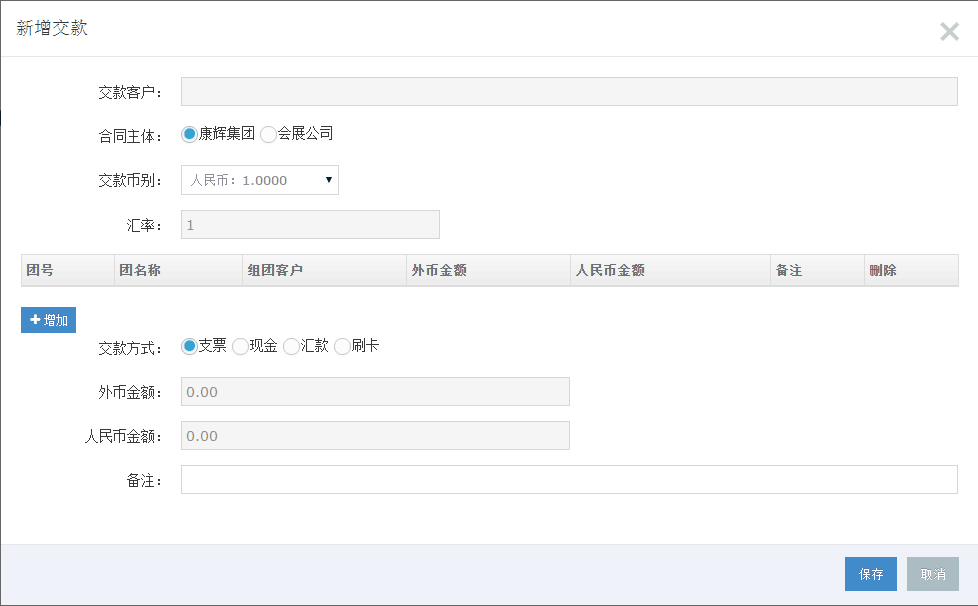 新增交款
交款客户：
合同主体： 康辉集团 会展公司
交款币别： 人民币：1.0000
汇率： 1
团号 团名称 组团客户 外币金额 人民币金额 备注 删除
增加
交款方式： 支票 现金 汇款 刷卡
外币金额： 0.00
人民币金额： 0.00
备注：
保存 取消